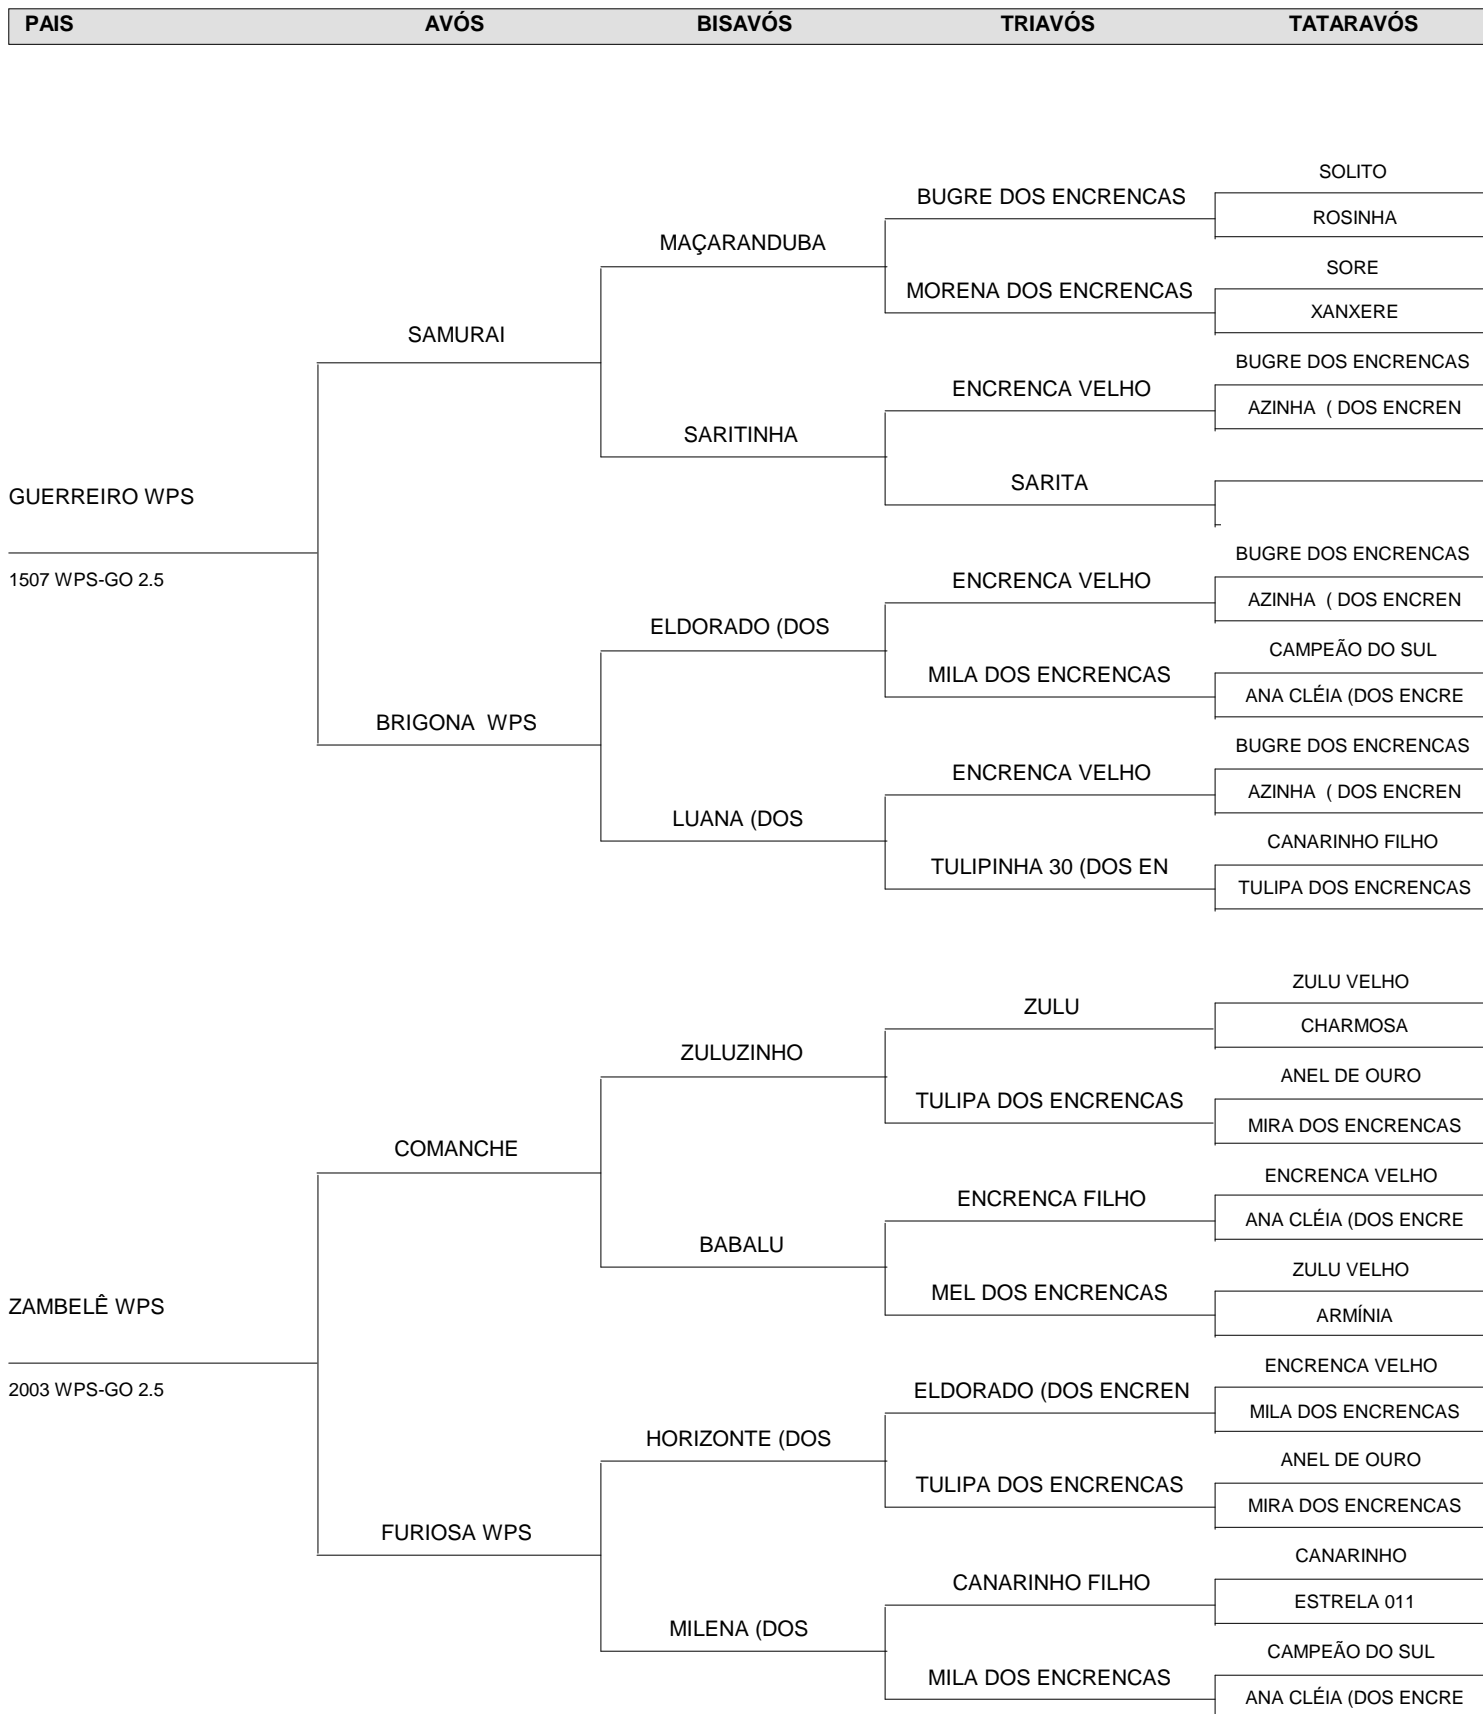 PAIS AVÓS BISAVÓS TRIAVÓS TATARAVÓS
SOLITO
BUGRE DOS ENCRENCAS
ROSINHA
MAÇARANDUBA
SORE
MORENA DOS ENCRENCAS
XANXERE
SAMURAI
BUGRE DOS ENCRENCAS
ENCRENCA VELHO
AZINHA ( DOS ENCREN
SARITINHA
SARITA
GUERREIRO WPS
BUGRE DOS ENCRENCAS
1507 WPS-GO 2.5
ENCRENCA VELHO
AZINHA ( DOS ENCREN
ELDORADO (DOS
CAMPEÃO DO SUL
MILA DOS ENCRENCAS
ANA CLÉIA (DOS ENCRE
BRIGONA WPS
BUGRE DOS ENCRENCAS
ENCRENCA VELHO
AZINHA ( DOS ENCREN
LUANA (DOS
CANARINHO FILHO
TULIPINHA 30 (DOS EN
TULIPA DOS ENCRENCAS
ZULU VELHO
ZULU
CHARMOSA
ZULUZINHO
ANEL DE OURO
TULIPA DOS ENCRENCAS
MIRA DOS ENCRENCAS
COMANCHE
ENCRENCA VELHO
ENCRENCA FILHO
ANA CLÉIA (DOS ENCRE
BABALU
ZULU VELHO
MEL DOS ENCRENCAS
ZAMBELÊ WPS
ARMÍNIA
ENCRENCA VELHO
2003 WPS-GO 2.5
ELDORADO (DOS ENCREN
MILA DOS ENCRENCAS
HORIZONTE (DOS
ANEL DE OURO
TULIPA DOS ENCRENCAS
MIRA DOS ENCRENCAS
FURIOSA WPS
CANARINHO
CANARINHO FILHO
ESTRELA 011
MILENA (DOS
CAMPEÃO DO SUL
MILA DOS ENCRENCAS
ANA CLÉIA (DOS ENCRE